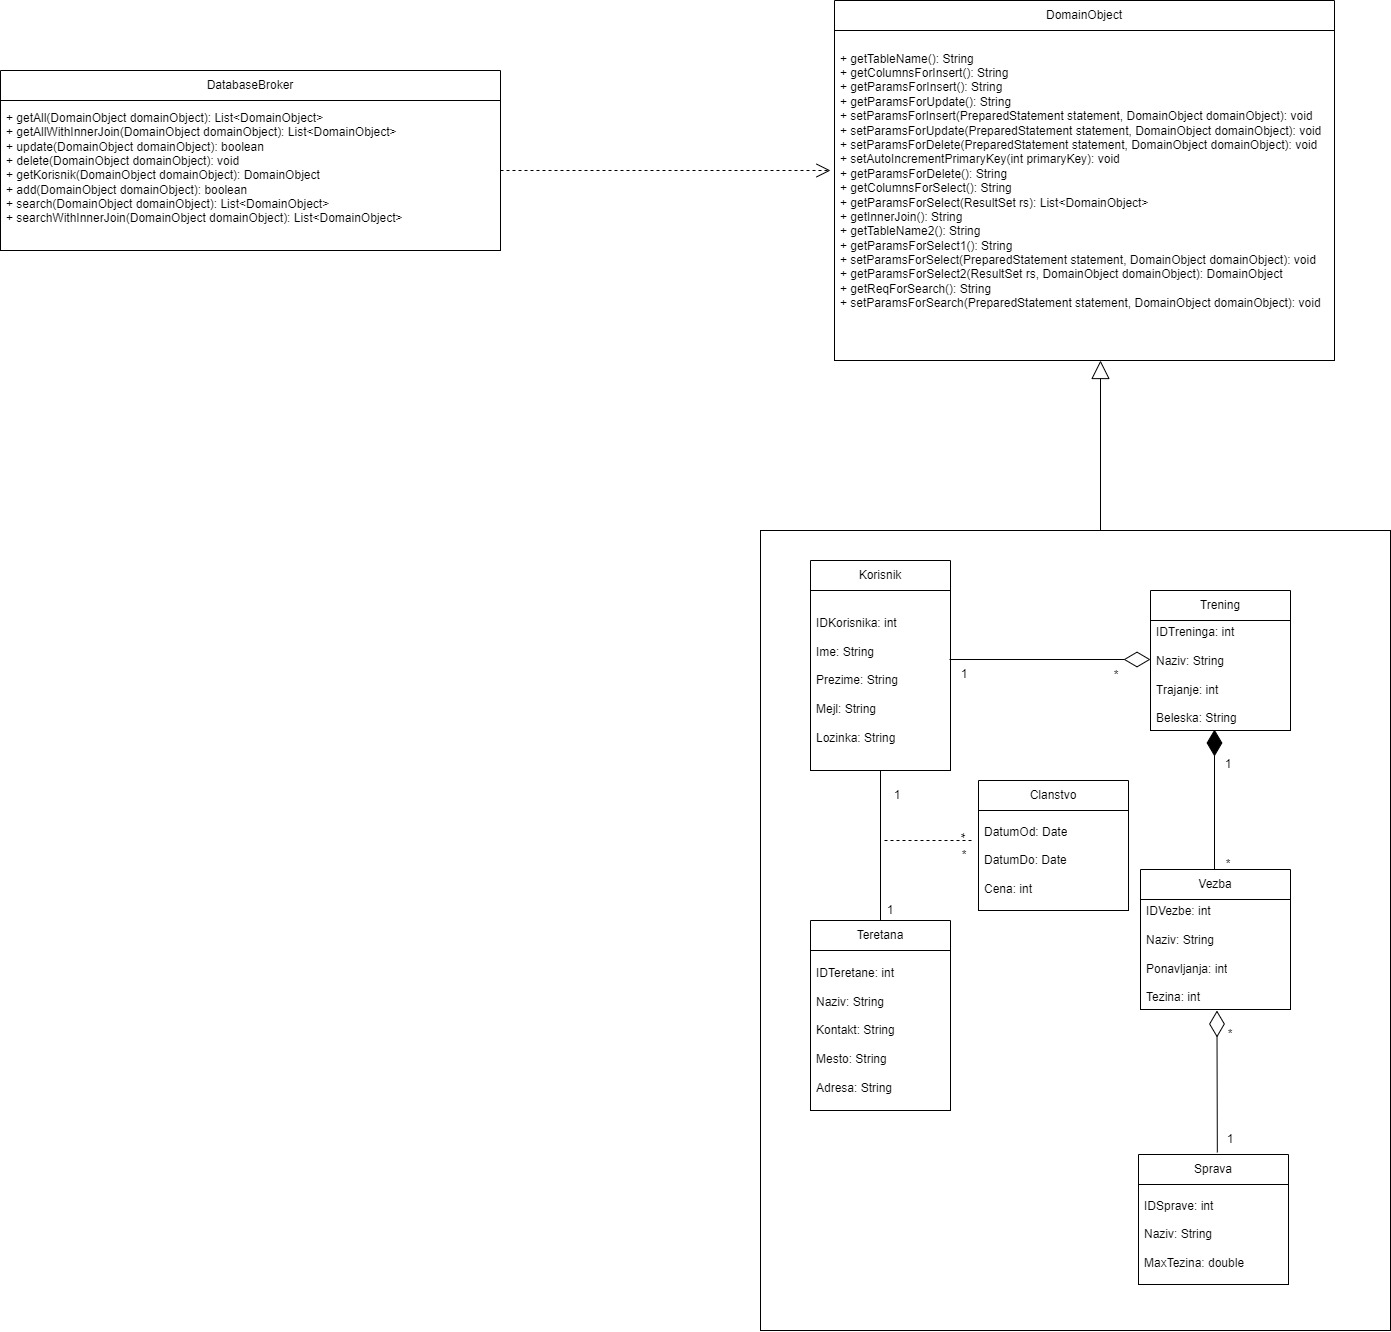 DomainObject
+ getTableName(): String
+ getColumnsForInsert(): String
+ getParamsForInsert(): String
+ getParamsForUpdate(): String
+ setParamsForInsert(PreparedStatement statement, DomainObject domainObject): void
+ setParamsForUpdate(PreparedStatement statement, DomainObject domainObject): void
+ setParamsForDelete(PreparedStatement statement, DomainObject domainObject): void
+ setAutoIncrementPrimaryKey(int primaryKey): void
+ getParamsForDelete(): String
+ getColumnsForSelect(): String
+ getParamsForSelect(ResultSet rs): List<DomainObject>
+ getInnerJoin(): String
+ getTableName2(): String
+ getParamsForSelect1(): String
+ setParamsForSelect(PreparedStatement statement, DomainObject domainObject): void
+ getParamsForSelect2(ResultSet rs, DomainObject domainObject): DomainObject
+ getReqForSearch(): String
+ setParamsForSearch(PreparedStatement statement, DomainObject domainObject): void
DatabaseBroker
+ getAll(DomainObject domainObject): List<DomainObject>
+ getAllWithInnerJoin(DomainObject domainObject): List<DomainObject>
+ update(DomainObject domainObject): boolean
+ delete(DomainObject domainObject): void
+ getKorisnik(DomainObject domainObject): DomainObject
+ add(DomainObject domainObject): boolean
+ search(DomainObject domainObject): List<DomainObject>
+ searchWithInnerJoin(DomainObject domainObject): List<DomainObject>
Korisnik
IDKorisnika: int
Ime: String
Prezime: String
Mejl: String
Lozinka: String
1
*
Trening
IDTreninga: int
Naziv: String
Trajanje: int
Beleska: String
1
*
1
*
*
1
Clanstvo
DatumOd: Date
DatumDo: Date
Cena: int
Vezba
IDVezbe: int
Naziv: String
Ponavljanja: int
Tezina: int
*
1
Teretana
IDTeretane: int
Naziv: String
Kontakt: String
Mesto: String
Adresa: String
Sprava
IDSprave: int
Naziv: String
MaxTezina: double